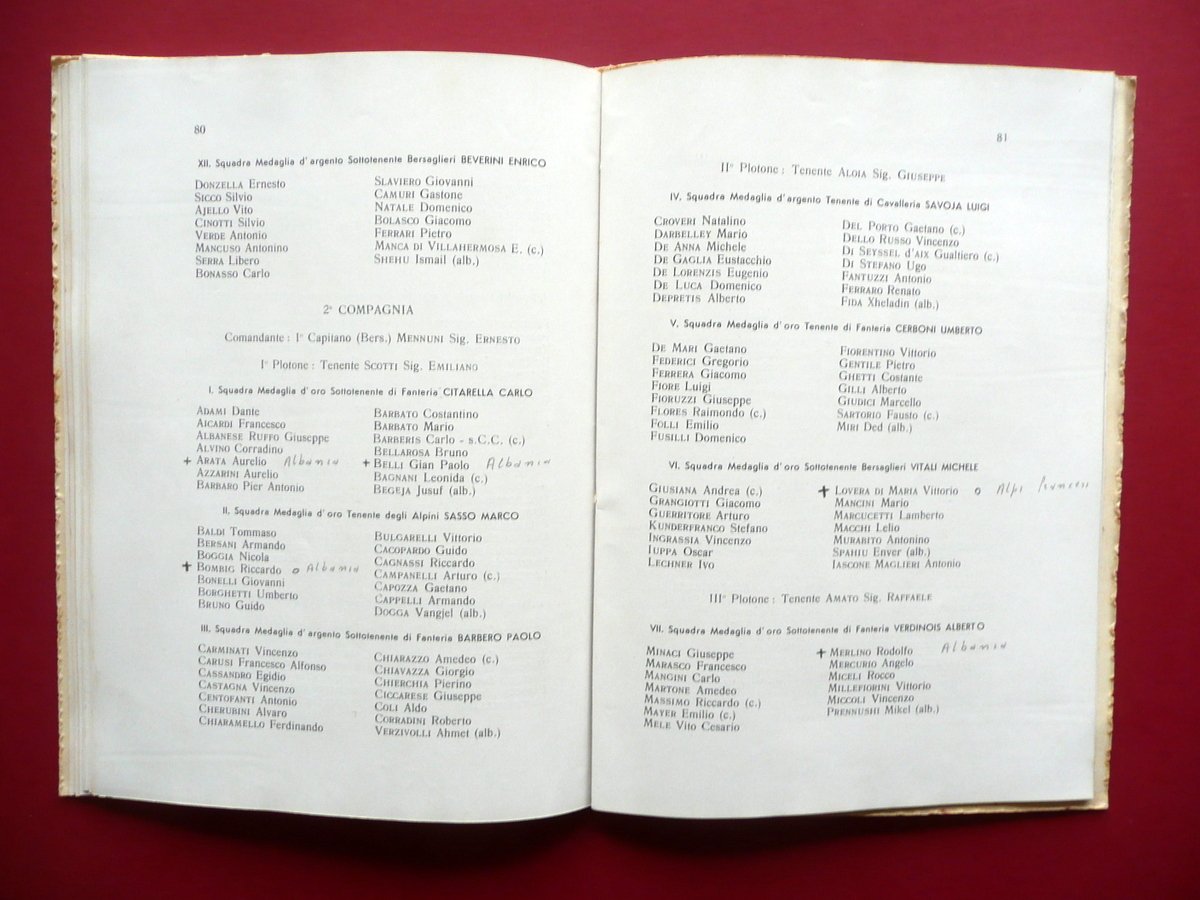 80
XII. Squadra Medaglia d'argento Sottotenente Bersaglieri BEVERINI ENRICO
DONZELLA Ernesto
SICCO Silvio
AJELLO Vito
CINOTTI Silvio
VERDE Antonio
MANCUSO Antonino
SERRA Libero
BONASSO Carlo
SLAVIERO Giovanni
CAMURI Gastone
NATALE Domenico
BOLASCO Giacomo
FERRARI Pietro
MANCA DI VILLAHERMOSA E. (c.)
SHEHU Ismail (alb.)
2ª COMPAGNIA
Comandante : Iº Capitano (Bers.) MENNUNI Sig. ERNESTO
Iº Plotone : Tenente SCOTTI Sig. EMILIANO
I. Squadra Medaglia d'oro Sottotenente di Fanteria CITARELLA CARLO
ADAMI Dante
AICARDI Francesco
ALBANESE RUFFO Giuseppe
ALVINO Corradino
+ ARATA Aurelio Albania
AZZARINI Aurelio
BARBARO Pier Antonio
BARBATO Costantino
BARBATO Mario
BARBERIS Carlo - s.C.C. (c.)
BELLAROSA Bruno
+ BELLI Gian Paolo Albania
BAGNANI Leonida (c.)
BEGEJA Jusuf (alb.)
II. Squadra Medaglia d'oro Tenente degli Alpini SASSO MARCO
BALDI Tommaso
BERSANI Armando
BOGGIA Nicola
+ BOMBIG Riccardo o Albania
BONELLI Giovanni
BORGHETTI Umberto
BRUNO Guido
BULGARELLI Vittorio
CACOPARDO Guido
CAGNASSI Riccardo
CAMPANELLI Arturo (c.)
CAPOZZA Gaetano
CAPPELLI Armando
DOGGA Vangjel (alb.)
III. Squadra Medaglia d'argento Sottotenente di Fanteria BARBERO PAOLO
CARMINATI Vincenzo
CARUSI Francesco Alfonso
CASSANDRO Egidio
CASTAGNA Vincenzo
CENTOFANTI Antonio
CHERUBINI Alvaro
CHIARAMELLO Ferdinando
CHIARAZZO Amedeo (c.)
CHIAVAZZA Giorgio
CHIERCHIA Pierino
CICCARESE Giuseppe
COLI Aldo
CORRADINI Roberto
VERZIVOLLI Ahmet (alb.)
81
IIº Plotone : Tenente ALOIA Sig. GIUSEPPE
IV. Squadra Medaglia d'argento Tenente di Cavalleria SAVOJA LUIGI
CROVERI Natalino
DARBELLEY Mario
DE ANNA Michele
DE GAGLIA Eustacchio
DE LORENZIS Eugenio
DE LUCA Domenico
DEPRETIS Alberto
DEL PORTO Gaetano (c.)
DELLO RUSSO Vincenzo
DI SEYSSEL d'AIX Gualtiero (c.)
DI STEFANO Ugo
FANTUZZI Antonio
FERRARO Renato
FIDA Xheladin (alb.)
V. Squadra Medaglia d'oro Tenente di Fanteria CERBONI UMBERTO
DE MARI Gaetano
FEDERICI Gregorio
FERRERA Giacomo
FIORE Luigi
FIORUZZI Giuseppe
FLORES Raimondo (c.)
FOLLI Emilio
FUSILLI Domenico
FIORENTINO Vittorio
GENTILE Pietro
GHETTI Costante
GILLI Alberto
GIUDICI Marcello
SARTORIO Fausto (c.)
MIRI Ded (alb.)
VI. Squadra Medaglia d'oro Sottotenente Bersaglieri VITALI MICHELE
GIUSIANA Andrea (c.)
GRANGIOTTI Giacomo
GUERRITORE Arturo
KUNDERFRANCO Stefano
INGRASSIA Vincenzo
IUPPA Oscar
LECHNER Ivo
+ LOVERA DI MARIA Vittorio o Alpi
MANCINI Mario
MARCUCETTI Lamberto
MACCHI Lelio
MURABITO Antonino
SPAHIU Enver (alb.)
IASCONE MAGLIERI Antonio
IIIº Plotone : Tenente AMATO Sig. RAFFAELE
VII. Squadra Medaglia d'oro Sottotenente di Fanteria VERDINOIS ALBERTO
MINACI Giuseppe
MARASCO Francesco
MANGINI Carlo
MARTONE Amedeo
MASSIMO Riccardo (c.)
MAYER Emilio (c.)
MELE Vito Cesario
+ MERLINO Rodolfo Albania
MERCURIO Angelo
MICELI Rocco
MILLEFIORINI Vittorio
MICCOLI Vincenzo
PRENNUSHI Mikel (alb.)